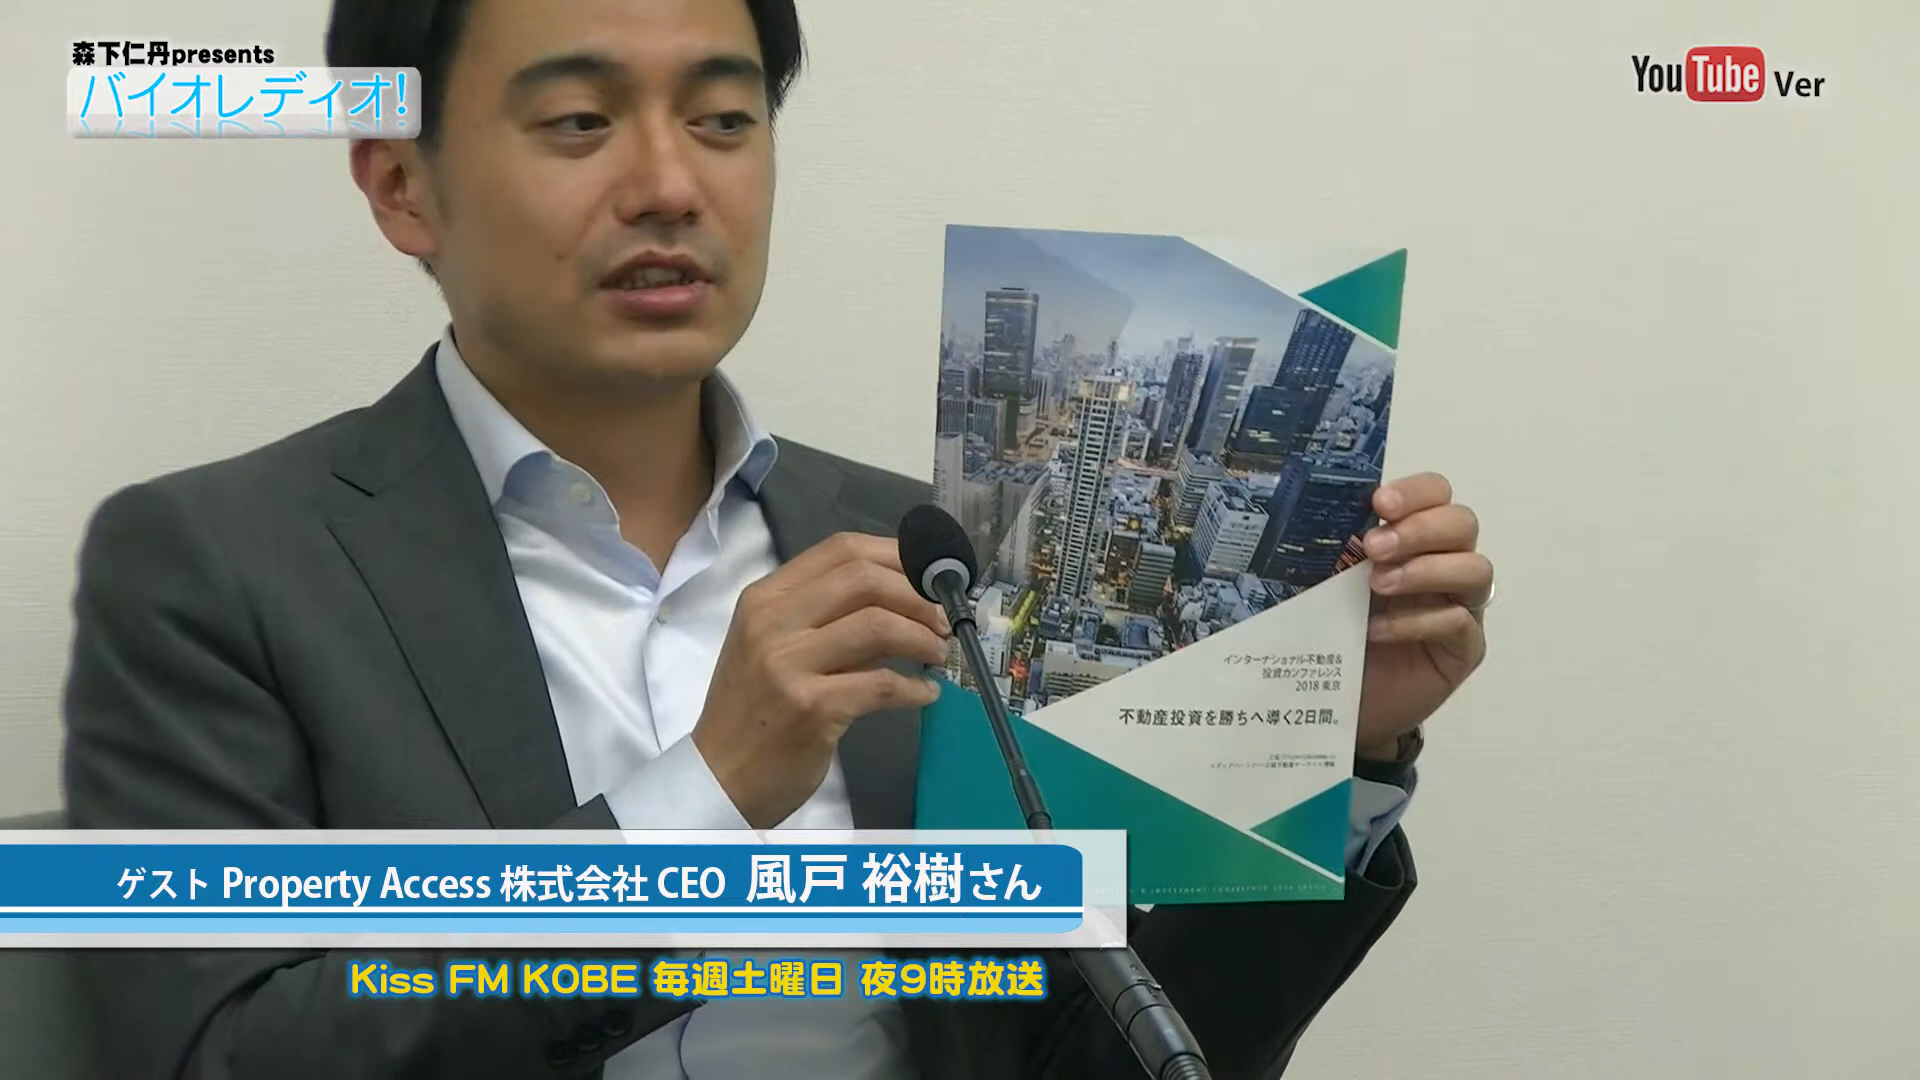 森下仁丹presents
バイオレディオ!
YouTube Ver
インターナショナル不動産&
投資カンファレンス
2018 東京
不動産投資を勝ちへ導く2日間。
ゲスト Property Access 株式会社 CEO 風戸 裕樹さん
Kiss FM KOBE 毎週土曜日 夜9時放送